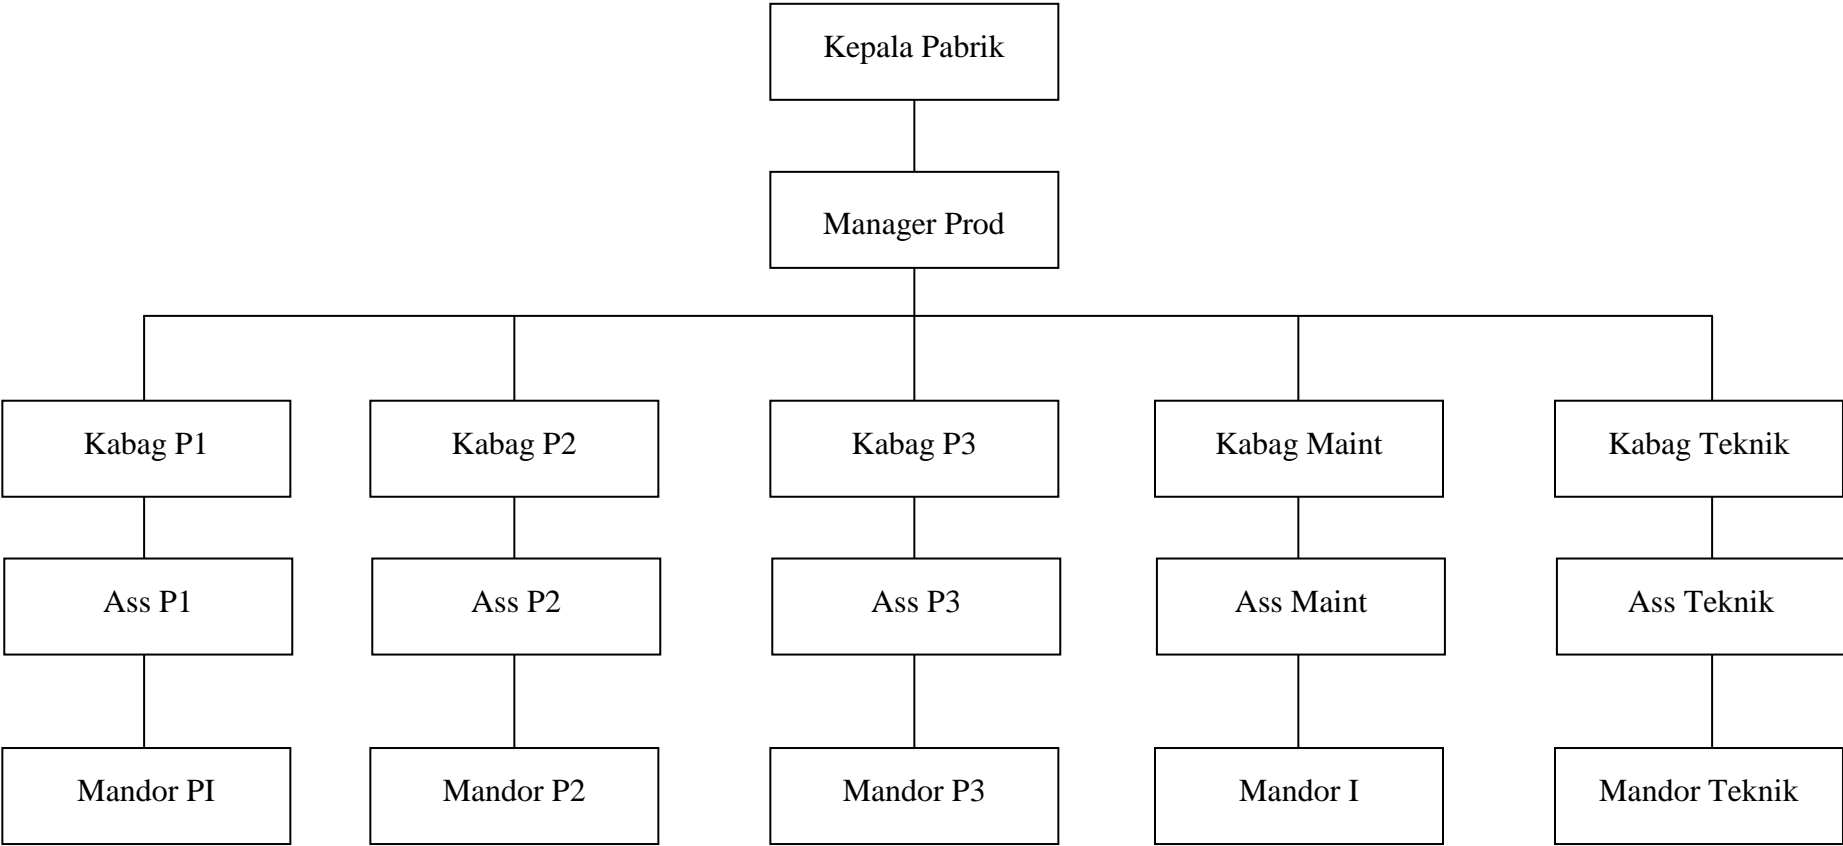 Kepala Pabrik
Manager Prod
Kabag P1
Kabag P2
Kabag P3
Kabag Maint
Kabag Teknik
Ass P1
Ass P2
Ass P3
Ass Maint
Ass Teknik
Mandor PI
Mandor P2
Mandor P3
Mandor I
Mandor Teknik